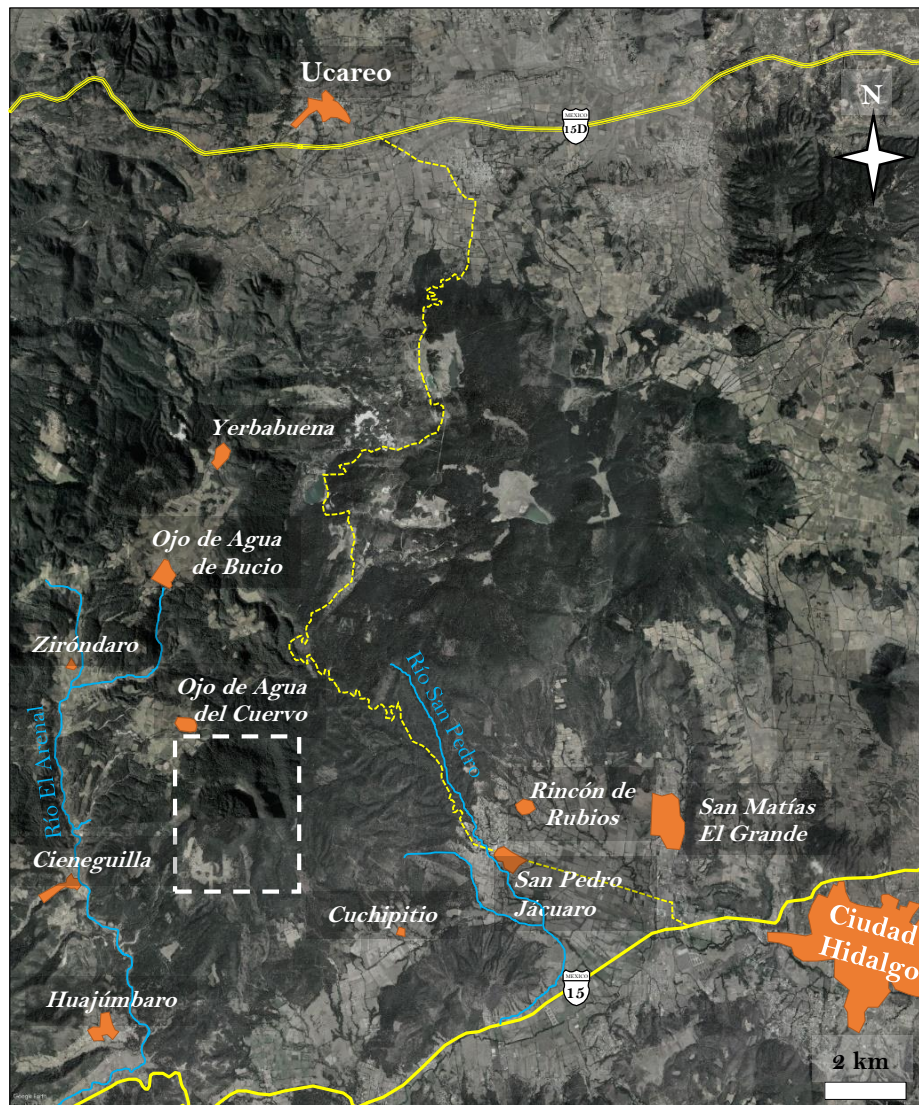 Ucareo
N
MEXICO
15D
Yerbabuena
Ojo de Agua
de Bucio
Ziróndaro
Río San Pedro
Ojo de Agua
del Cuervo
Río El Arenal
Rincón de
Rubios
San Matías
El Grande
Cieneguilla
San Pedro
Jácuaro
Cuchipitio
Ciudad
Hidalgo
MEXICO
15
Huajúmbaro
2 km
Google Earth